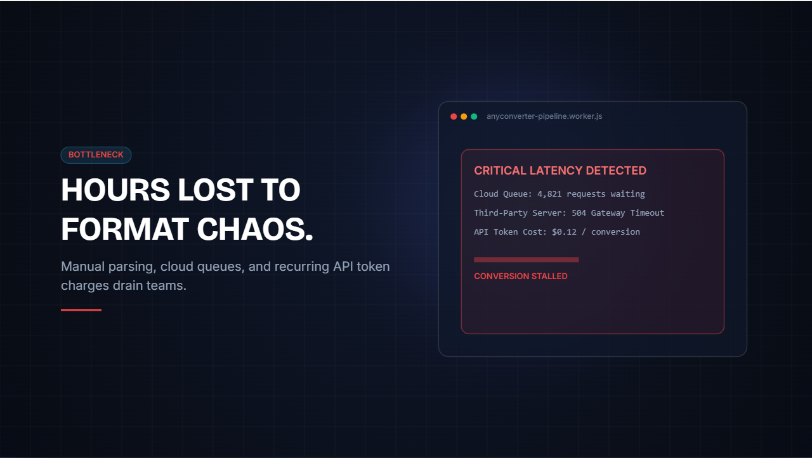 BOTTLENECK
HOURS LOST TO
FORMAT CHAOS.
Manual parsing, cloud queues, and recurring API token
charges drain teams.
anyconverter-pipeline.worker.js
CRITICAL LATENCY DETECTED
Cloud Queue: 4,821 requests waiting
Third-Party Server: 504 Gateway Timeout
API Token Cost: $0.12 / conversion
CONVERSION STALLED